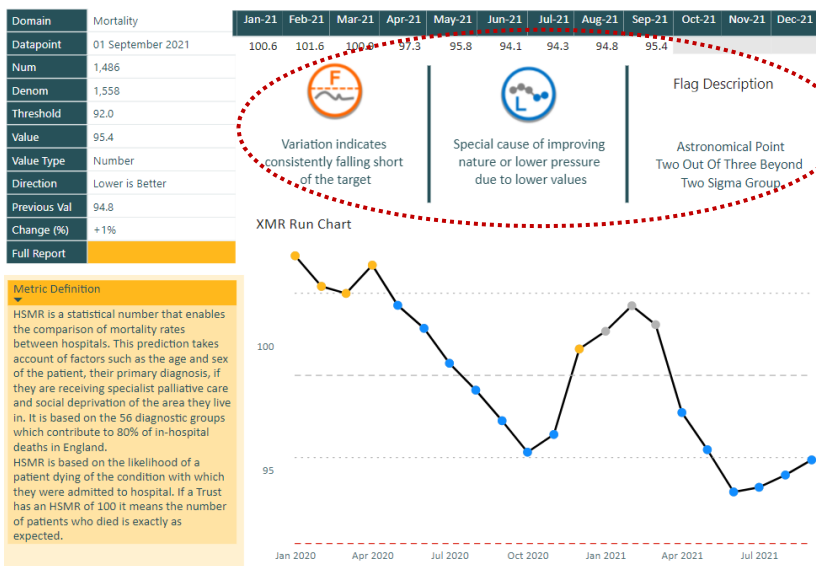 Domain Mortality
Datapoint 01 September 2021
Num 1,486
Denom 1,558
Threshold 92.0
Value 95.4
Value Type Number
Direction Lower is Better
Previous Val 94.8
Change (%) +1%
Full Report
Jan-21 Feb-21 Mar-21 Apr-21 May-21 Jun-21 Jul-21 Aug-21 Sep-21 Oct-21 Nov-21 Dec-21
100.6 101.6 100.9 97.3 95.8 94.1 94.3 94.8 95.4
F
Variation indicates
consistently falling short
of the target
L
Special cause of improving
nature or lower pressure
due to lower values
Flag Description
Astronomical Point
Two Out Of Three Beyond
Two Sigma Group
Metric Definition
HSMR is a statistical number that enables
the comparison of mortality rates
between hospitals. This prediction takes
account of factors such as the age and sex
of the patient, their primary diagnosis, if
they are receiving specialist palliative care
and social deprivation of the area they live
in. It is based on the 56 diagnostic groups
which contribute to 80% of in-hospital
deaths in England.
HSMR is based on the likelihood of a
patient dying of the condition with which
they were admitted to hospital. If a Trust
has an HSMR of 100 it means the number
of patients who died is exactly as
expected.
XMR Run Chart
100
95
Jan 2020 Apr 2020 Jul 2020 Oct 2020 Jan 2021 Apr 2021 Jul 2021